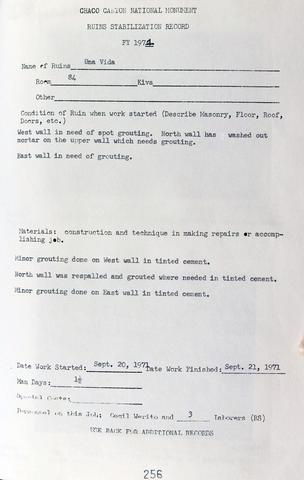 CHACO CANYON NATIONAL MONUMENT
RUINS STABILIZATION RECORD
FY 1971
Name of Ruins Una Vida
Room 84 Kiva
Other
Condition of Ruin when work started (Describe Masonry, Floor, Roof,
Doors, etc.)
West wall in need of spot grouting. North wall has washed out
mortar on the upper wall which needs grouting.
East wall in need of grouting.
Materials: construction and technique in making repairs or accomp-
lishing job.
Minor grouting done on West wall in tinted cement.
North wall was respalled and grouted where needed in tinted cement.
Minor grouting done on East wall in tinted cement.
Date Work Started: Sept. 20, 1971 Date Work Finished: Sept. 21, 1971
Man Days: 1½
Special Costs:
Personnel on this Job: Cecil Werito and 3 Laborers (RS)
USE BACK FOR ADDITIONAL RECORDS
256